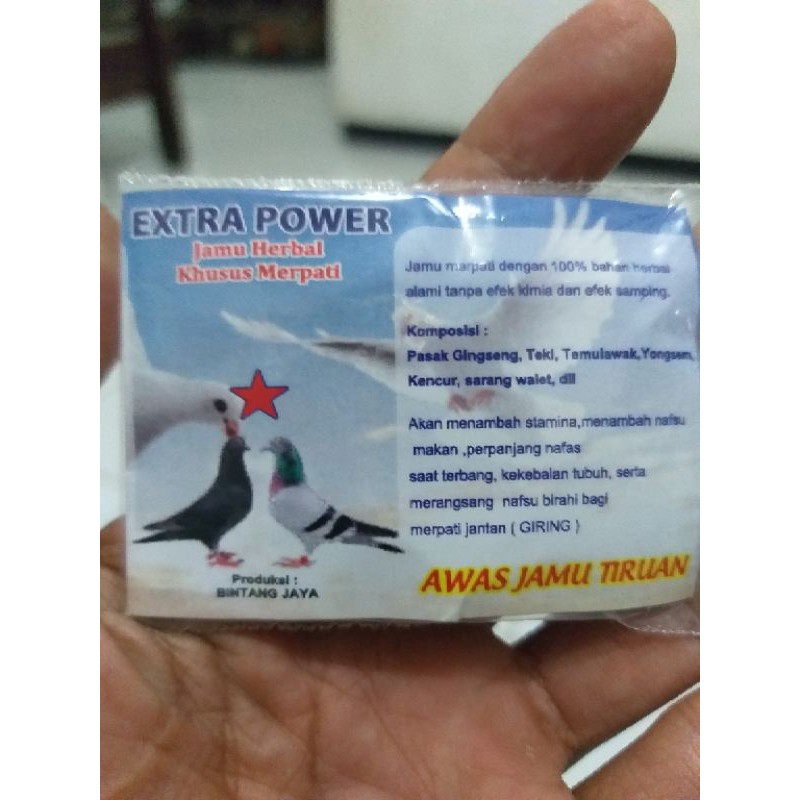 EXTRA POWER
Jamu Herbal
Khusus Merpati
Produksi :
BINTANG JAYA
Jamu marpati dengan 100% bahan herbal
alami tanpa efek kimia dan efek samping.
Komposisi :
Pasak Gingseng, Teki, Temulawak,Yongsem,
Kencur, sarang walet, dll
Akan menambah stamina,menambah nafsu
makan ,perpanjang nafas
saat terbang, kekebalan tubuh, serta
merangsang nafsu birahi bagi
merpati jantan ( GIRING )
AWAS JAMU TIRUAN